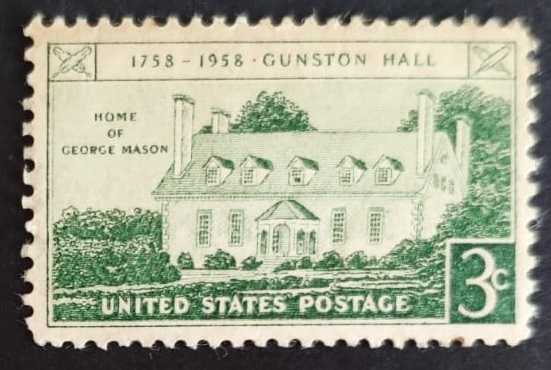 1758 - 1958 · GUNSTON HALL
HOME
OF
GEORGE MASON
3c
UNITED STATES POSTAGE